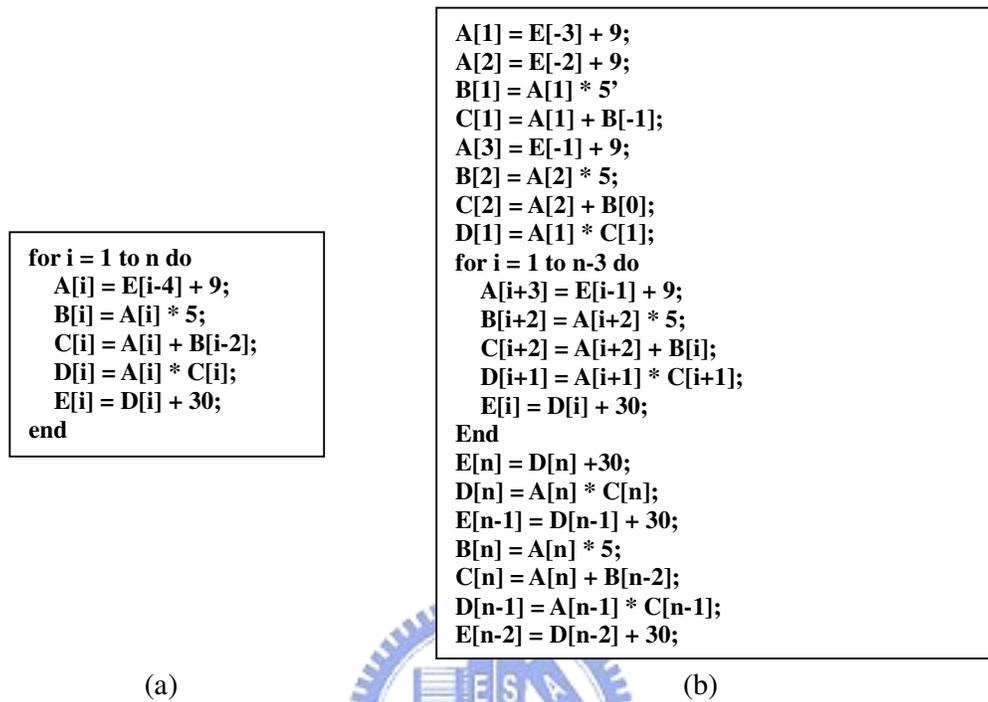 for i = 1 to n do
A[i] = E[i-4] + 9;
B[i] = A[i] * 5;
C[i] = A[i] + B[i-2];
D[i] = A[i] * C[i];
E[i] = D[i] + 30;
end
(a)
A[1] = E[-3] + 9;
A[2] = E[-2] + 9;
B[1] = A[1] * 5’
C[1] = A[1] + B[-1];
A[3] = E[-1] + 9;
B[2] = A[2] * 5;
C[2] = A[2] + B[0];
D[1] = A[1] * C[1];
for i = 1 to n-3 do
A[i+3] = E[i-1] + 9;
B[i+2] = A[i+2] * 5;
C[i+2] = A[i+2] + B[i];
D[i+1] = A[i+1] * C[i+1];
E[i] = D[i] + 30;
End
E[n] = D[n] +30;
D[n] = A[n] * C[n];
E[n-1] = D[n-1] + 30;
B[n] = A[n] * 5;
C[n] = A[n] + B[n-2];
D[n-1] = A[n-1] * C[n-1];
E[n-2] = D[n-2] + 30;
(b)
E S A